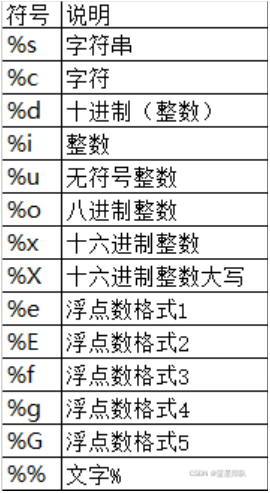 符号 说明
%s 字符串
%c 字符
%d 十进制（整数）
%i 整数
%u 无符号整数
%o 八进制整数
%x 十六进制整数
%X 十六进制整数大写
%e 浮点数格式1
%E 浮点数格式2
%f 浮点数格式3
%g 浮点数格式4
%G 浮点数格式5
%% 文字%
CSDN